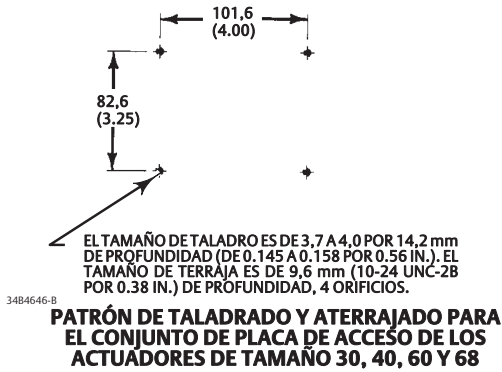 101,6
(4.00)
82,6
(3.25)
EL TAMAÑO DE TALADRO ES DE 3,7 A 4,0 POR 14,2 mm
DE PROFUNDIDAD (DE 0.145 A 0.158 POR 0.56 IN.). EL
TAMAÑO DE TERRAJA ES DE 9,6 mm (10-24 UNC-2B
POR 0.38 IN.) DE PROFUNDIDAD, 4 ORIFICIOS.
34B4646-B
PATRÓN DE TALADRADO Y ATERRAJADO PARA
EL CONJUNTO DE PLACA DE ACCESO DE LOS
ACTUADORES DE TAMAÑO 30, 40, 60 Y 68